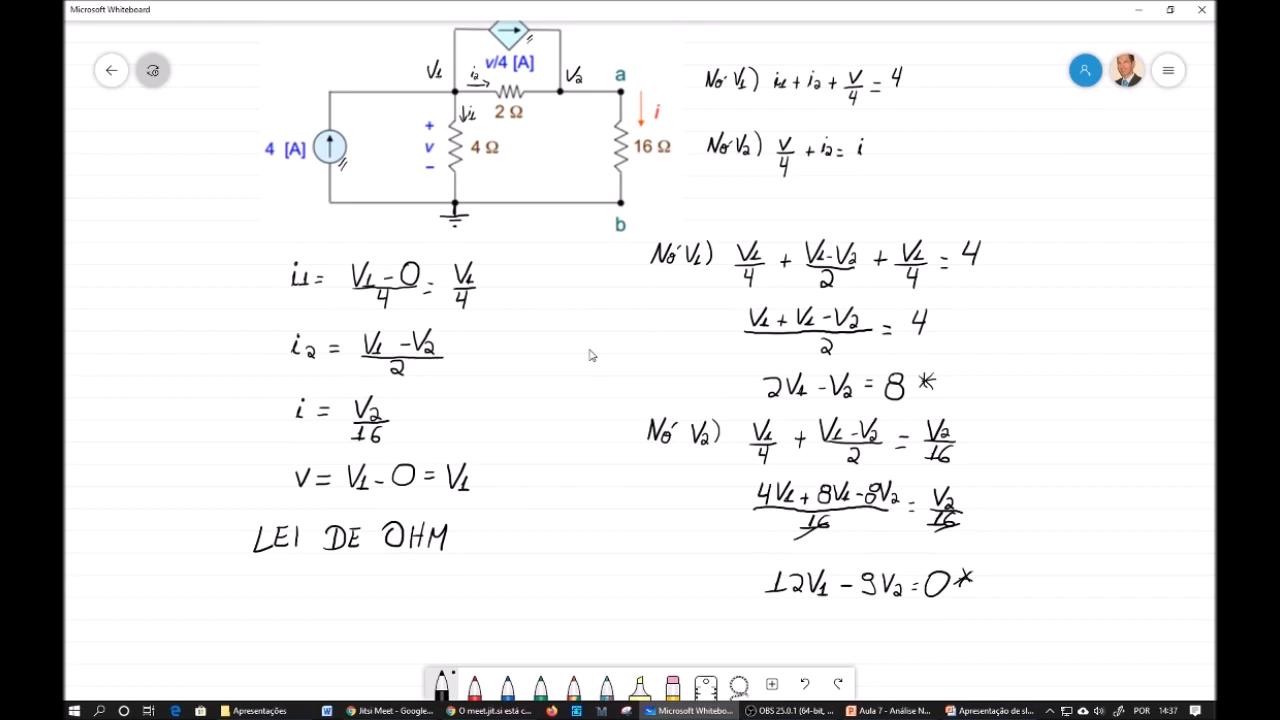 Microsoft Whiteboard
v/4 [A]
V1
i2
V2
a
2 Ω
i1
i
4 [A]
+
v
−
4 Ω
16 Ω
b
Nó V1) i1 + i2 + v/4 = 4
Nó V2) v/4 + i2 = i
i1 = (V1 - 0)/4 = V1/4
i2 = (V1 - V2)/2
i = V2/16
v = V1 - 0 = V1
LEI DE OHM
Nó V1) V1/4 + (V1-V2)/2 + V1/4 = 4
(V1 + V1 - V2)/2 = 4
2V1 - V2 = 8 *
Nó V2) V1/4 + (V1-V2)/2 = V2/16
(4V1 + 8V1 - 8V2)/16 = V2/16
12V1 - 9V2 = 0 *
Apresentações
Jitsi Meet - Google...
O meet.jit.si está c...
Microsoft Whitebo...
OBS 25.0.1 (64-bit, ...
Aula 7 - Análise N...
Apresentação de sl...
POR
14:37